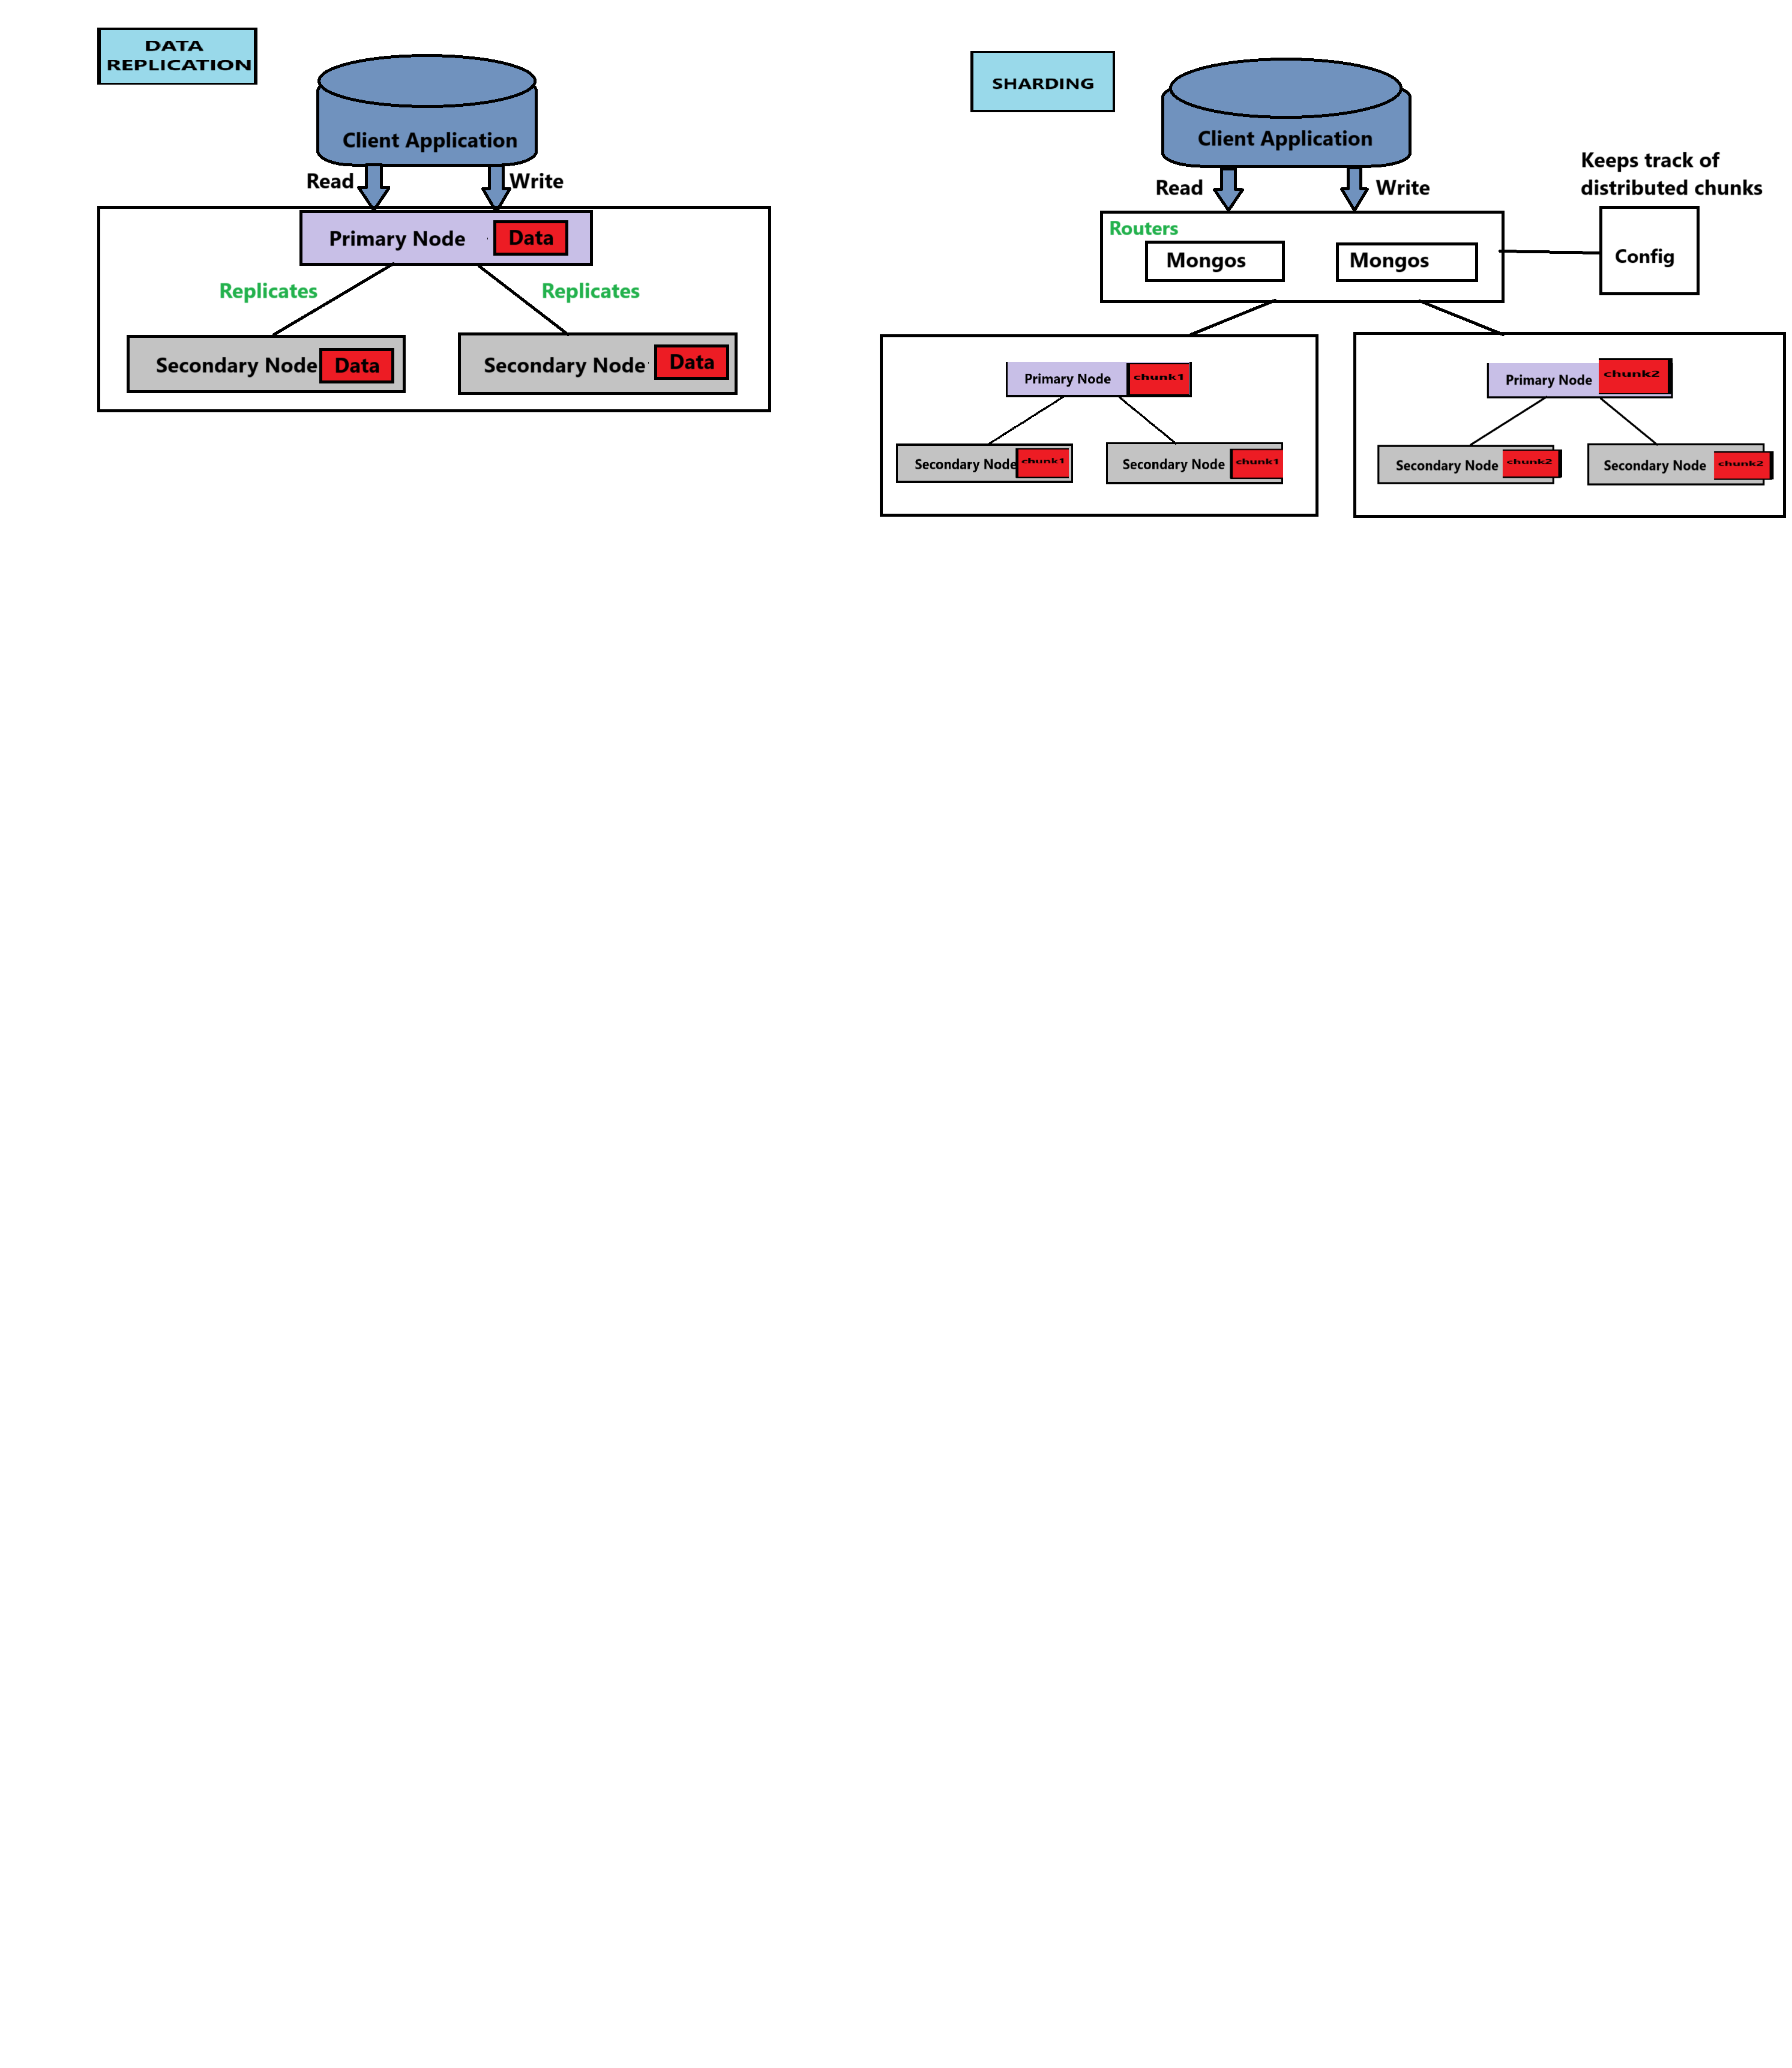 DATA
REPLICATION
Client Application
Read
Write
Primary Node
Data
Replicates
Replicates
Secondary Node
Data
Secondary Node
Data
SHARDING
Client Application
Read
Write
Keeps track of
distributed chunks
Routers
Mongos
Mongos
Config
Primary Node
chunk1
Secondary Node
chunk1
Secondary Node
chunk1
Primary Node
chunk2
Secondary Node
chunk2
Secondary Node
chunk2